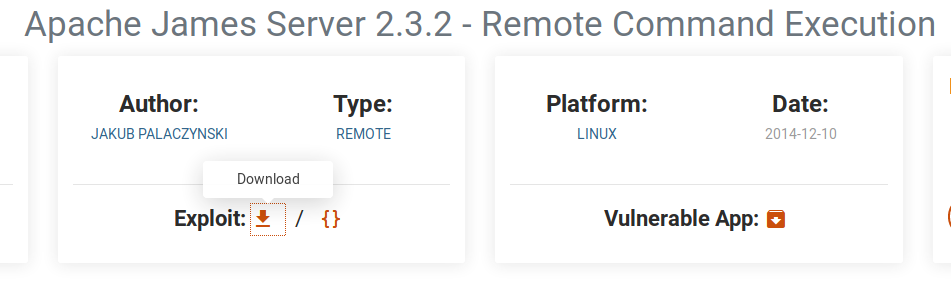 Apache James Server 2.3.2 - Remote Command Execution
Author: Type: Platform: Date:
JAKUB PALACZYNSKI REMOTE LINUX 2014-12-10
Download
Exploit: / {} Vulnerable App: